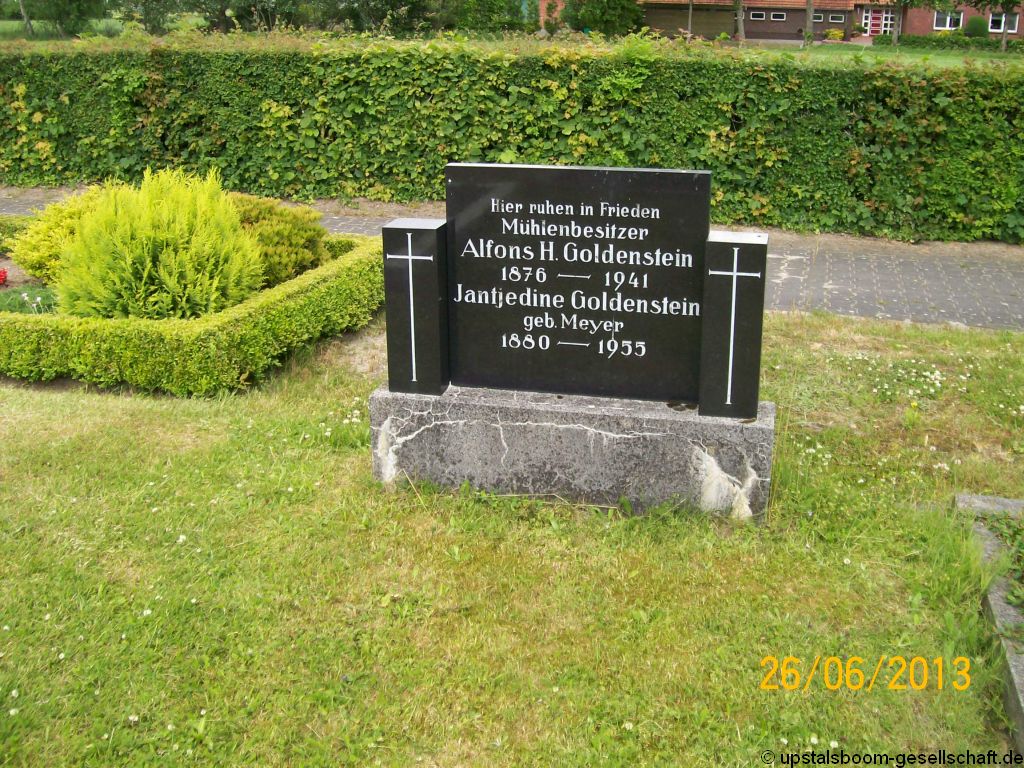 Hier ruhen in Frieden
Mühlenbesitzer
Alfons H. Goldenstein
1876 — 1941
Jantjedine Goldenstein
geb. Meyer
1880 — 1955
26/06/2013
© upstalsboom-gesellschaft.de